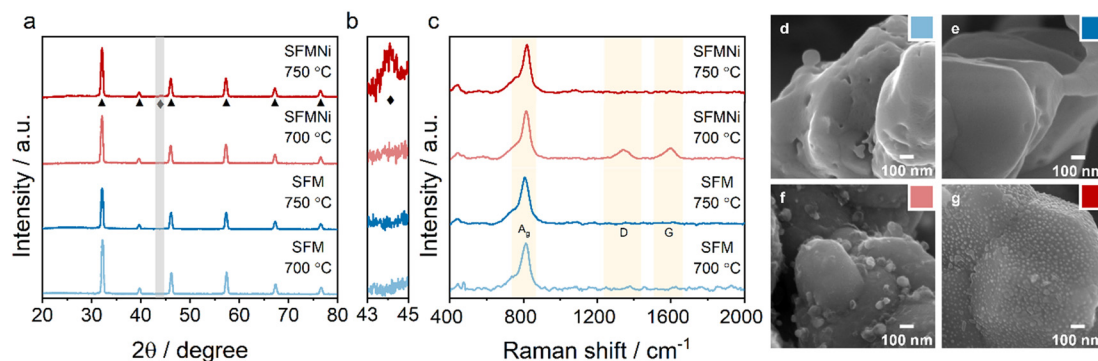 a
Intensity / a.u.
SFMNi
750 °C
SFMNi
700 °C
SFM
750 °C
SFM
700 °C
20 30 40 50 60 70 80
2θ / degree
b
43 45
c
Intensity / a.u.
SFMNi
750 °C
SFMNi
700 °C
SFM
750 °C
Ag D G
SFM
700 °C
400 800 1200 1600 2000
Raman shift / cm-1
d
100 nm
e
100 nm
f
100 nm
g
100 nm